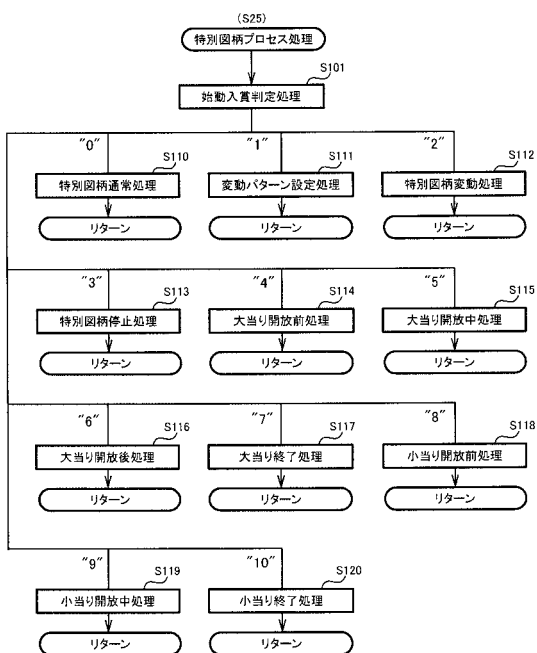 (S25)
特別図柄プロセス処理
S101
始動入賞判定処理
"0"
"1"
"2"
S110
S111
S112
特別図柄通常処理
変動パターン設定処理
特別図柄変動処理
リターン
リターン
リターン
"3"
"4"
"5"
S113
S114
S115
特別図柄停止処理
大当り開放前処理
大当り開放中処理
リターン
リターン
リターン
"6"
"7"
"8"
S116
S117
S118
大当り開放後処理
大当り終了処理
小当り開放前処理
リターン
リターン
リターン
"9"
"10"
S119
S120
小当り開放中処理
小当り終了処理
リターン
リターン